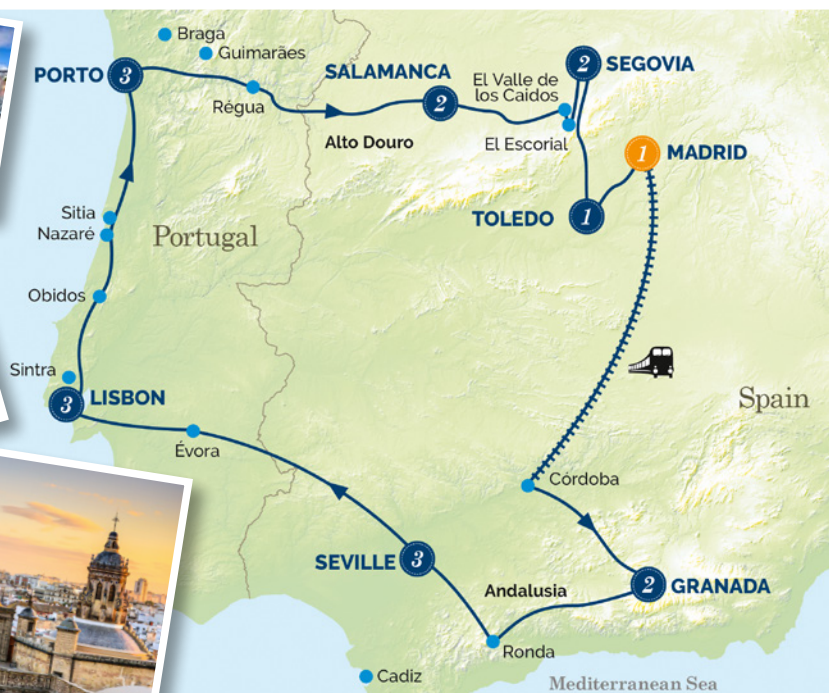 Braga
Guimarães
PORTO 3
Régua
SALAMANCA
2
Alto Douro
El Valle de
los Caidos
El Escorial
2 SEGOVIA
1 MADRID
TOLEDO 1
Sitia
Nazaré
Portugal
Obidos
Sintra
3 LISBON
Évora
Spain
Córdoba
SEVILLE 3
Andalusia
2 GRANADA
Ronda
Cadiz
Mediterranean Sea